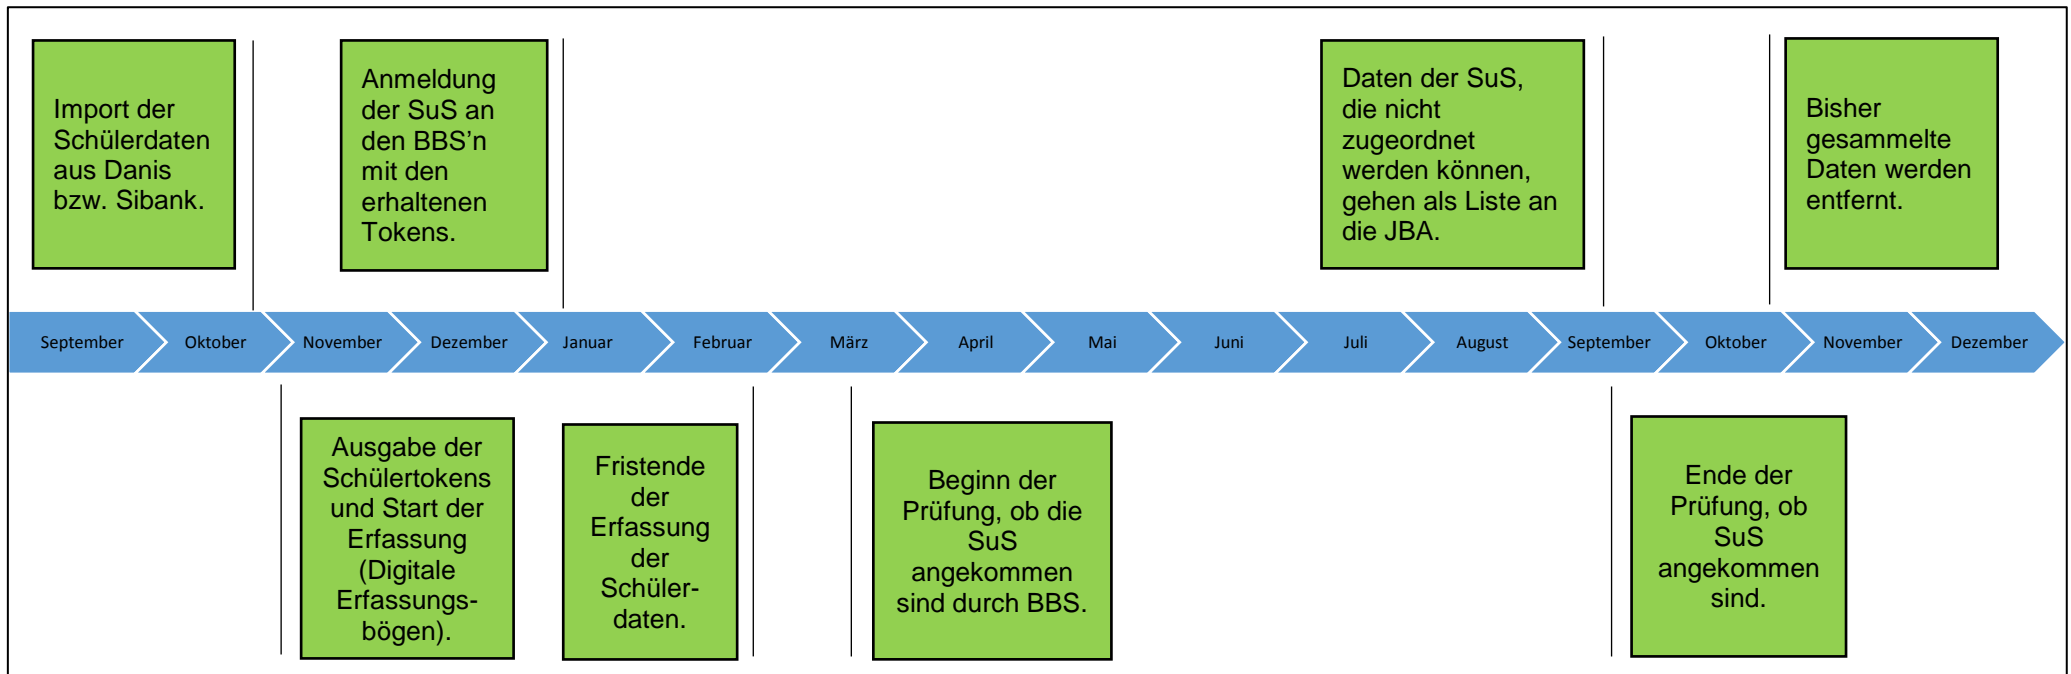 Import der
Schülerdaten
aus Danis
bzw. Sibank.
Anmeldung
der SuS an
den BBS’n
mit den
erhaltenen
Tokens.
Daten der SuS,
die nicht
zugeordnet
werden können,
gehen als Liste an
die JBA.
Bisher
gesammelte
Daten werden
entfernt.
September
Oktober
November
Dezember
Januar
Februar
März
April
Mai
Juni
Juli
August
September
Oktober
November
Dezember
Ausgabe der
Schülertokens
und Start der
Erfassung
(Digitale
Erfassungs-
bögen).
Fristende
der
Erfassung
der
Schüler-
daten.
Beginn der
Prüfung, ob die
SuS
angekommen
sind durch BBS.
Ende der
Prüfung, ob
SuS
angekommen
sind.